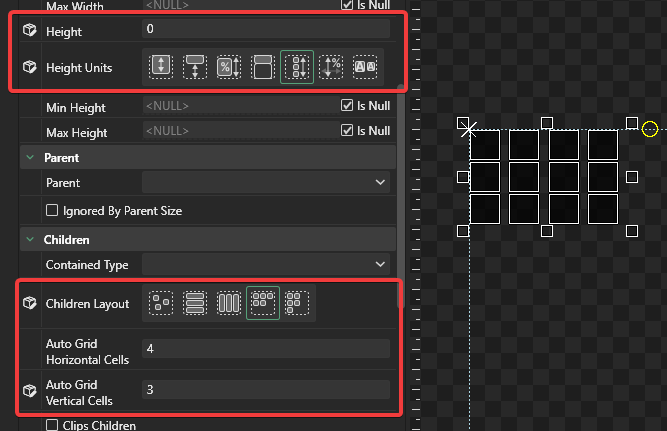 Max Width <NULL> Is Null
Height 0
Height Units %
Min Height <NULL> Is Null
Max Height <NULL> Is Null
Parent
Parent
Ignored By Parent Size
Children
Contained Type
Children Layout
Auto Grid
Horizontal Cells 4
Auto Grid
Vertical Cells 3
Clips Children